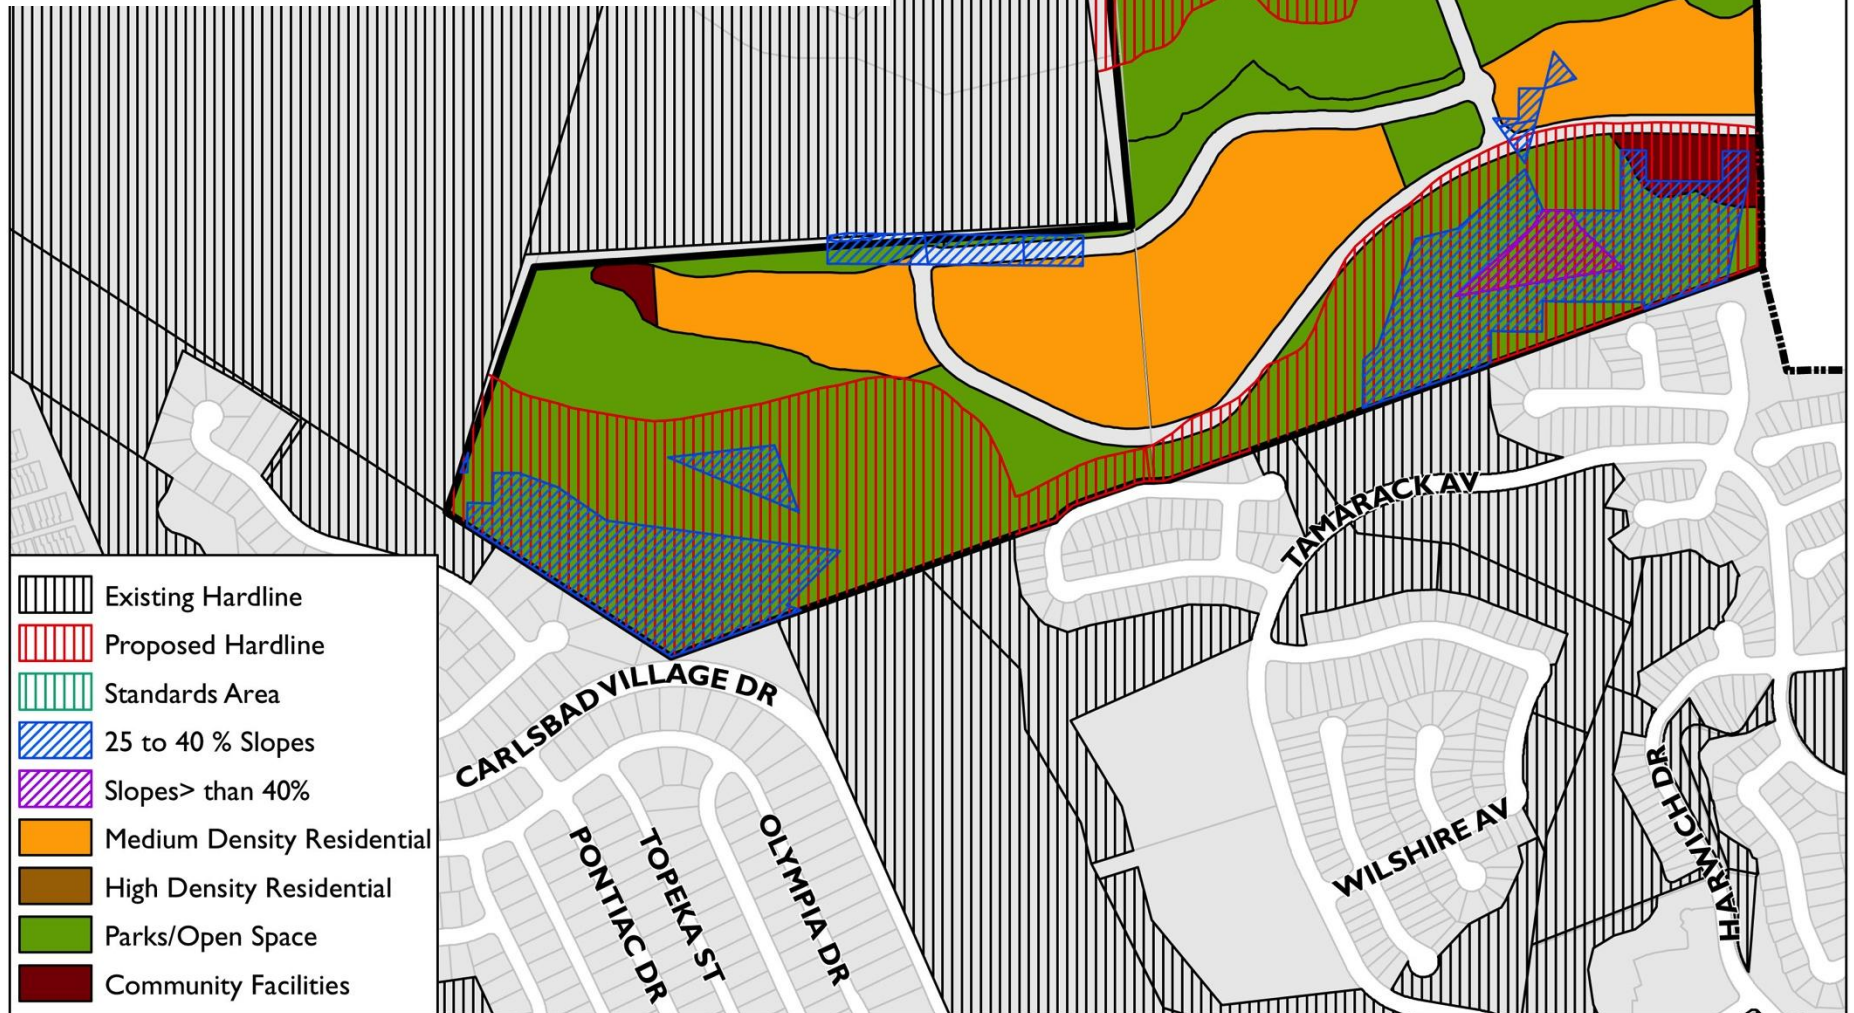 TAMARACK AV
Existing Hardline
Proposed Hardline
Standards Area
25 to 40 % Slopes
Slopes> than 40%
Medium Density Residential
High Density Residential
Parks/Open Space
Community Facilities
CARLSBAD VILLAGE DR
PONTIAC DR
TOPEKA ST
OLYMPIA DR
WILSHIRE AV
HARWICH DR